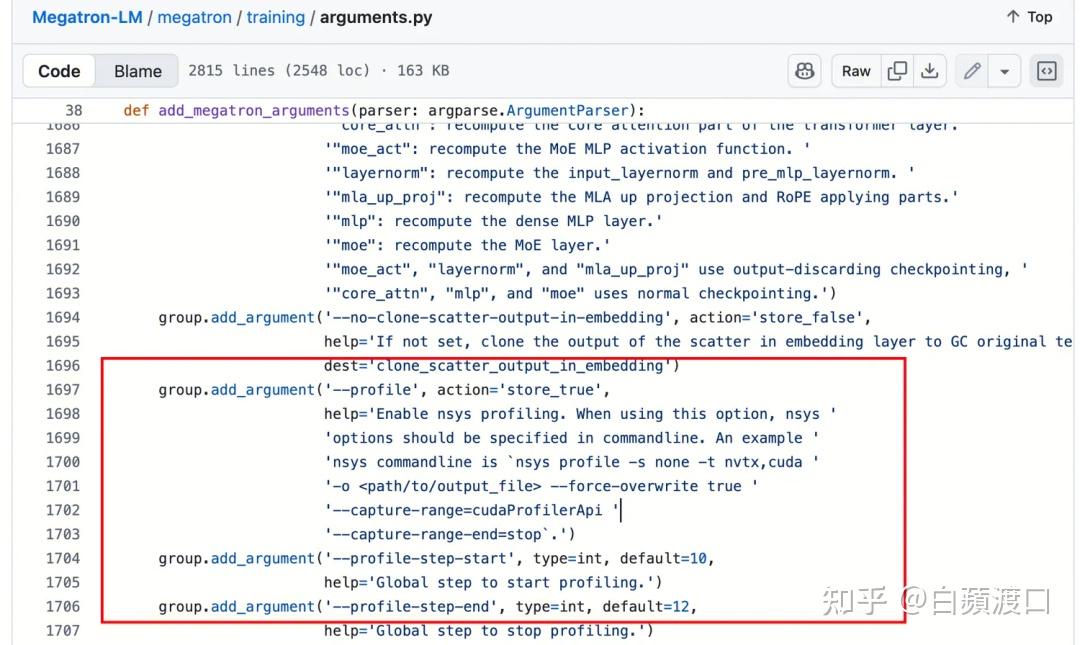 Megatron-LM / megatron / training / arguments.py
↑ Top
Code Blame 2815 lines (2548 loc) · 163 KB
Raw
38 def add_megatron_arguments(parser: argparse.ArgumentParser):
1686 '"core_attn": recompute the core attention part of the transformer layer.
1687 '"moe_act": recompute the MoE MLP activation function. '
1688 '"layernorm": recompute the input_layernorm and pre_mlp_layernorm. '
1689 '"mla_up_proj": recompute the MLA up projection and RoPE applying parts.'
1690 '"mlp": recompute the dense MLP layer.'
1691 '"moe": recompute the MoE layer.'
1692 '"moe_act", "layernorm", and "mla_up_proj" use output-discarding checkpointing, '
1693 '"core_attn", "mlp", and "moe" uses normal checkpointing.')
1694 group.add_argument('--no-clone-scatter-output-in-embedding', action='store_false',
1695 help='If not set, clone the output of the scatter in embedding layer to GC original te
1696 dest='clone_scatter_output_in_embedding')
1697 group.add_argument('--profile', action='store_true',
1698 help='Enable nsys profiling. When using this option, nsys '
1699 'options should be specified in commandline. An example '
1700 'nsys commandline is `nsys profile -s none -t nvtx,cuda '
1701 '-o <path/to/output_file> --force-overwrite true '
1702 '--capture-range=cudaProfilerApi '
1703 '--capture-range-end=stop`.')
1704 group.add_argument('--profile-step-start', type=int, default=10,
1705 help='Global step to start profiling.')
1706 group.add_argument('--profile-step-end', type=int, default=12,
1707 help='Global step to stop profiling.')
知乎 @白蘋渡口